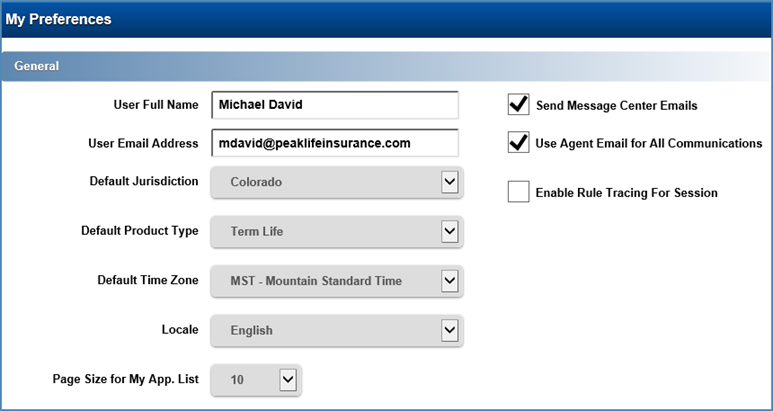 My Preferences
General
User Full Name Michael David Send Message Center Emails
User Email Address mdavid@peaklifeinsurance.com Use Agent Email for All Communications
Default Jurisdiction Colorado Enable Rule Tracing For Session
Default Product Type Term Life
Default Time Zone MST - Mountain Standard Time
Locale English
Page Size for My App. List 10